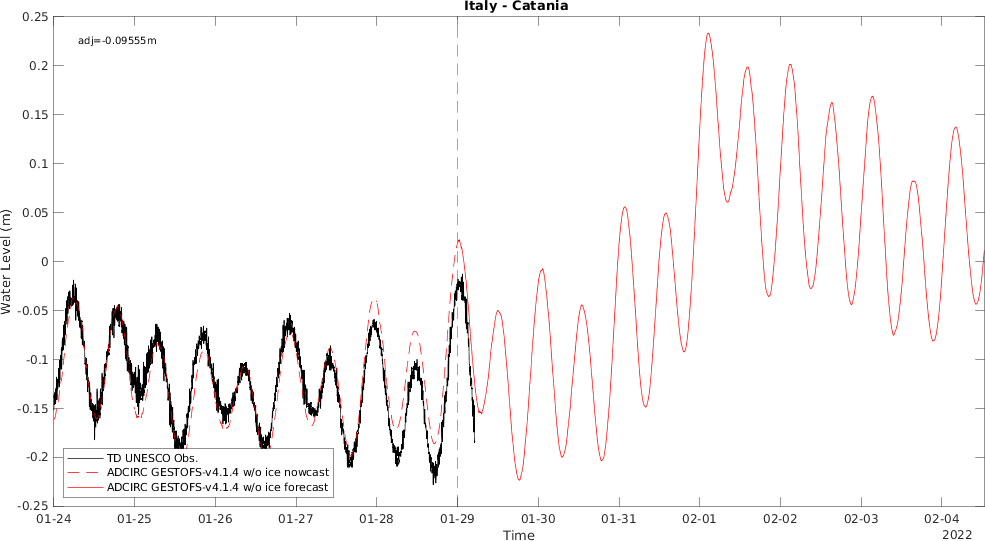 Italy - Catania
adj=-0.09555m
0.25
0.2
0.15
0.1
0.05
0
-0.05
-0.1
-0.15
-0.2
-0.25
Water Level (m)
TD UNESCO Obs.
ADCIRC GESTOFS-v4.1.4 w/o ice nowcast
ADCIRC GESTOFS-v4.1.4 w/o ice forecast
01-24 01-25 01-26 01-27 01-28 01-29 01-30 01-31 02-01 02-02 02-03 02-04
Time
2022